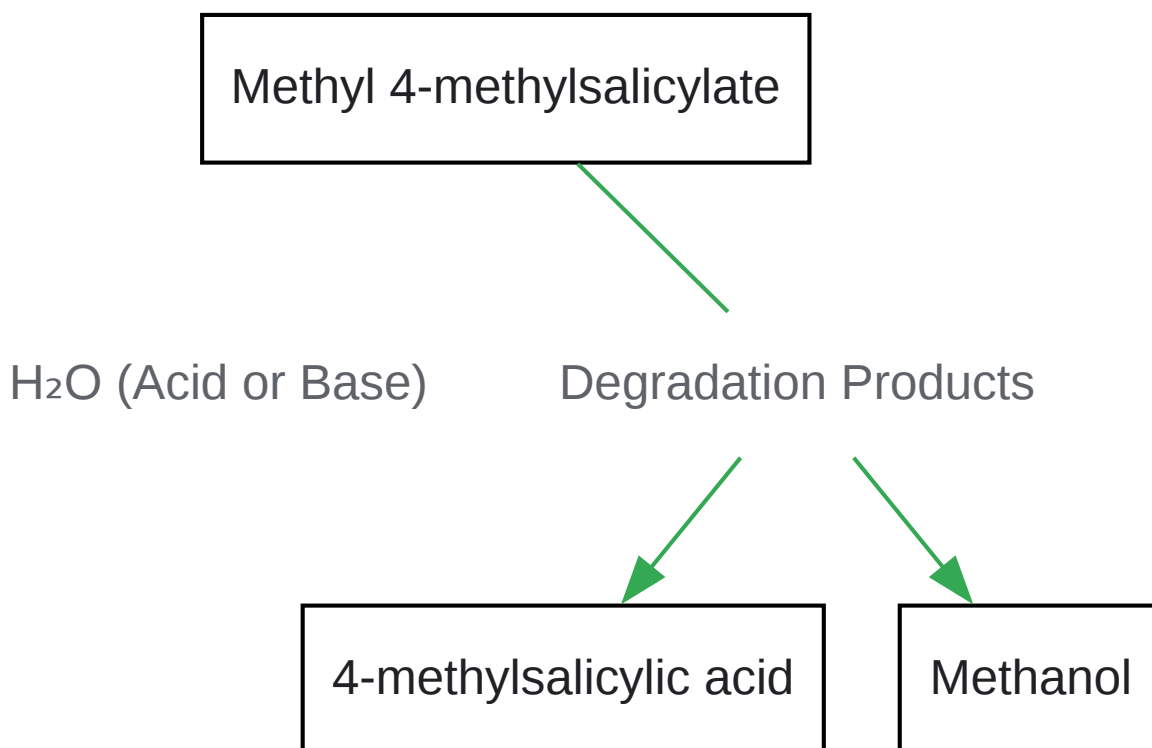 Methyl 4-methylsalicylate
H₂O (Acid or Base)
Degradation Products
4-methylsalicylic acid
Methanol